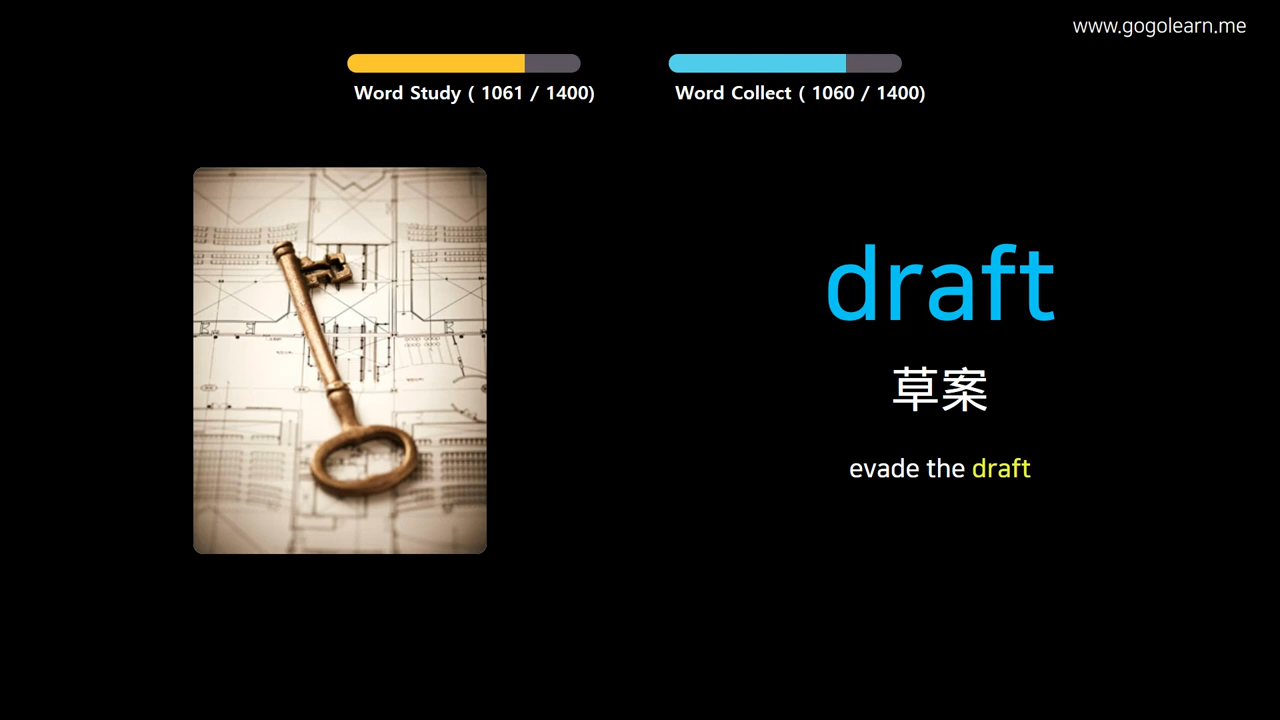 www.gogolearn.me
Word Study ( 1061 / 1400)
Word Collect ( 1060 / 1400)
draft
草案
evade the draft